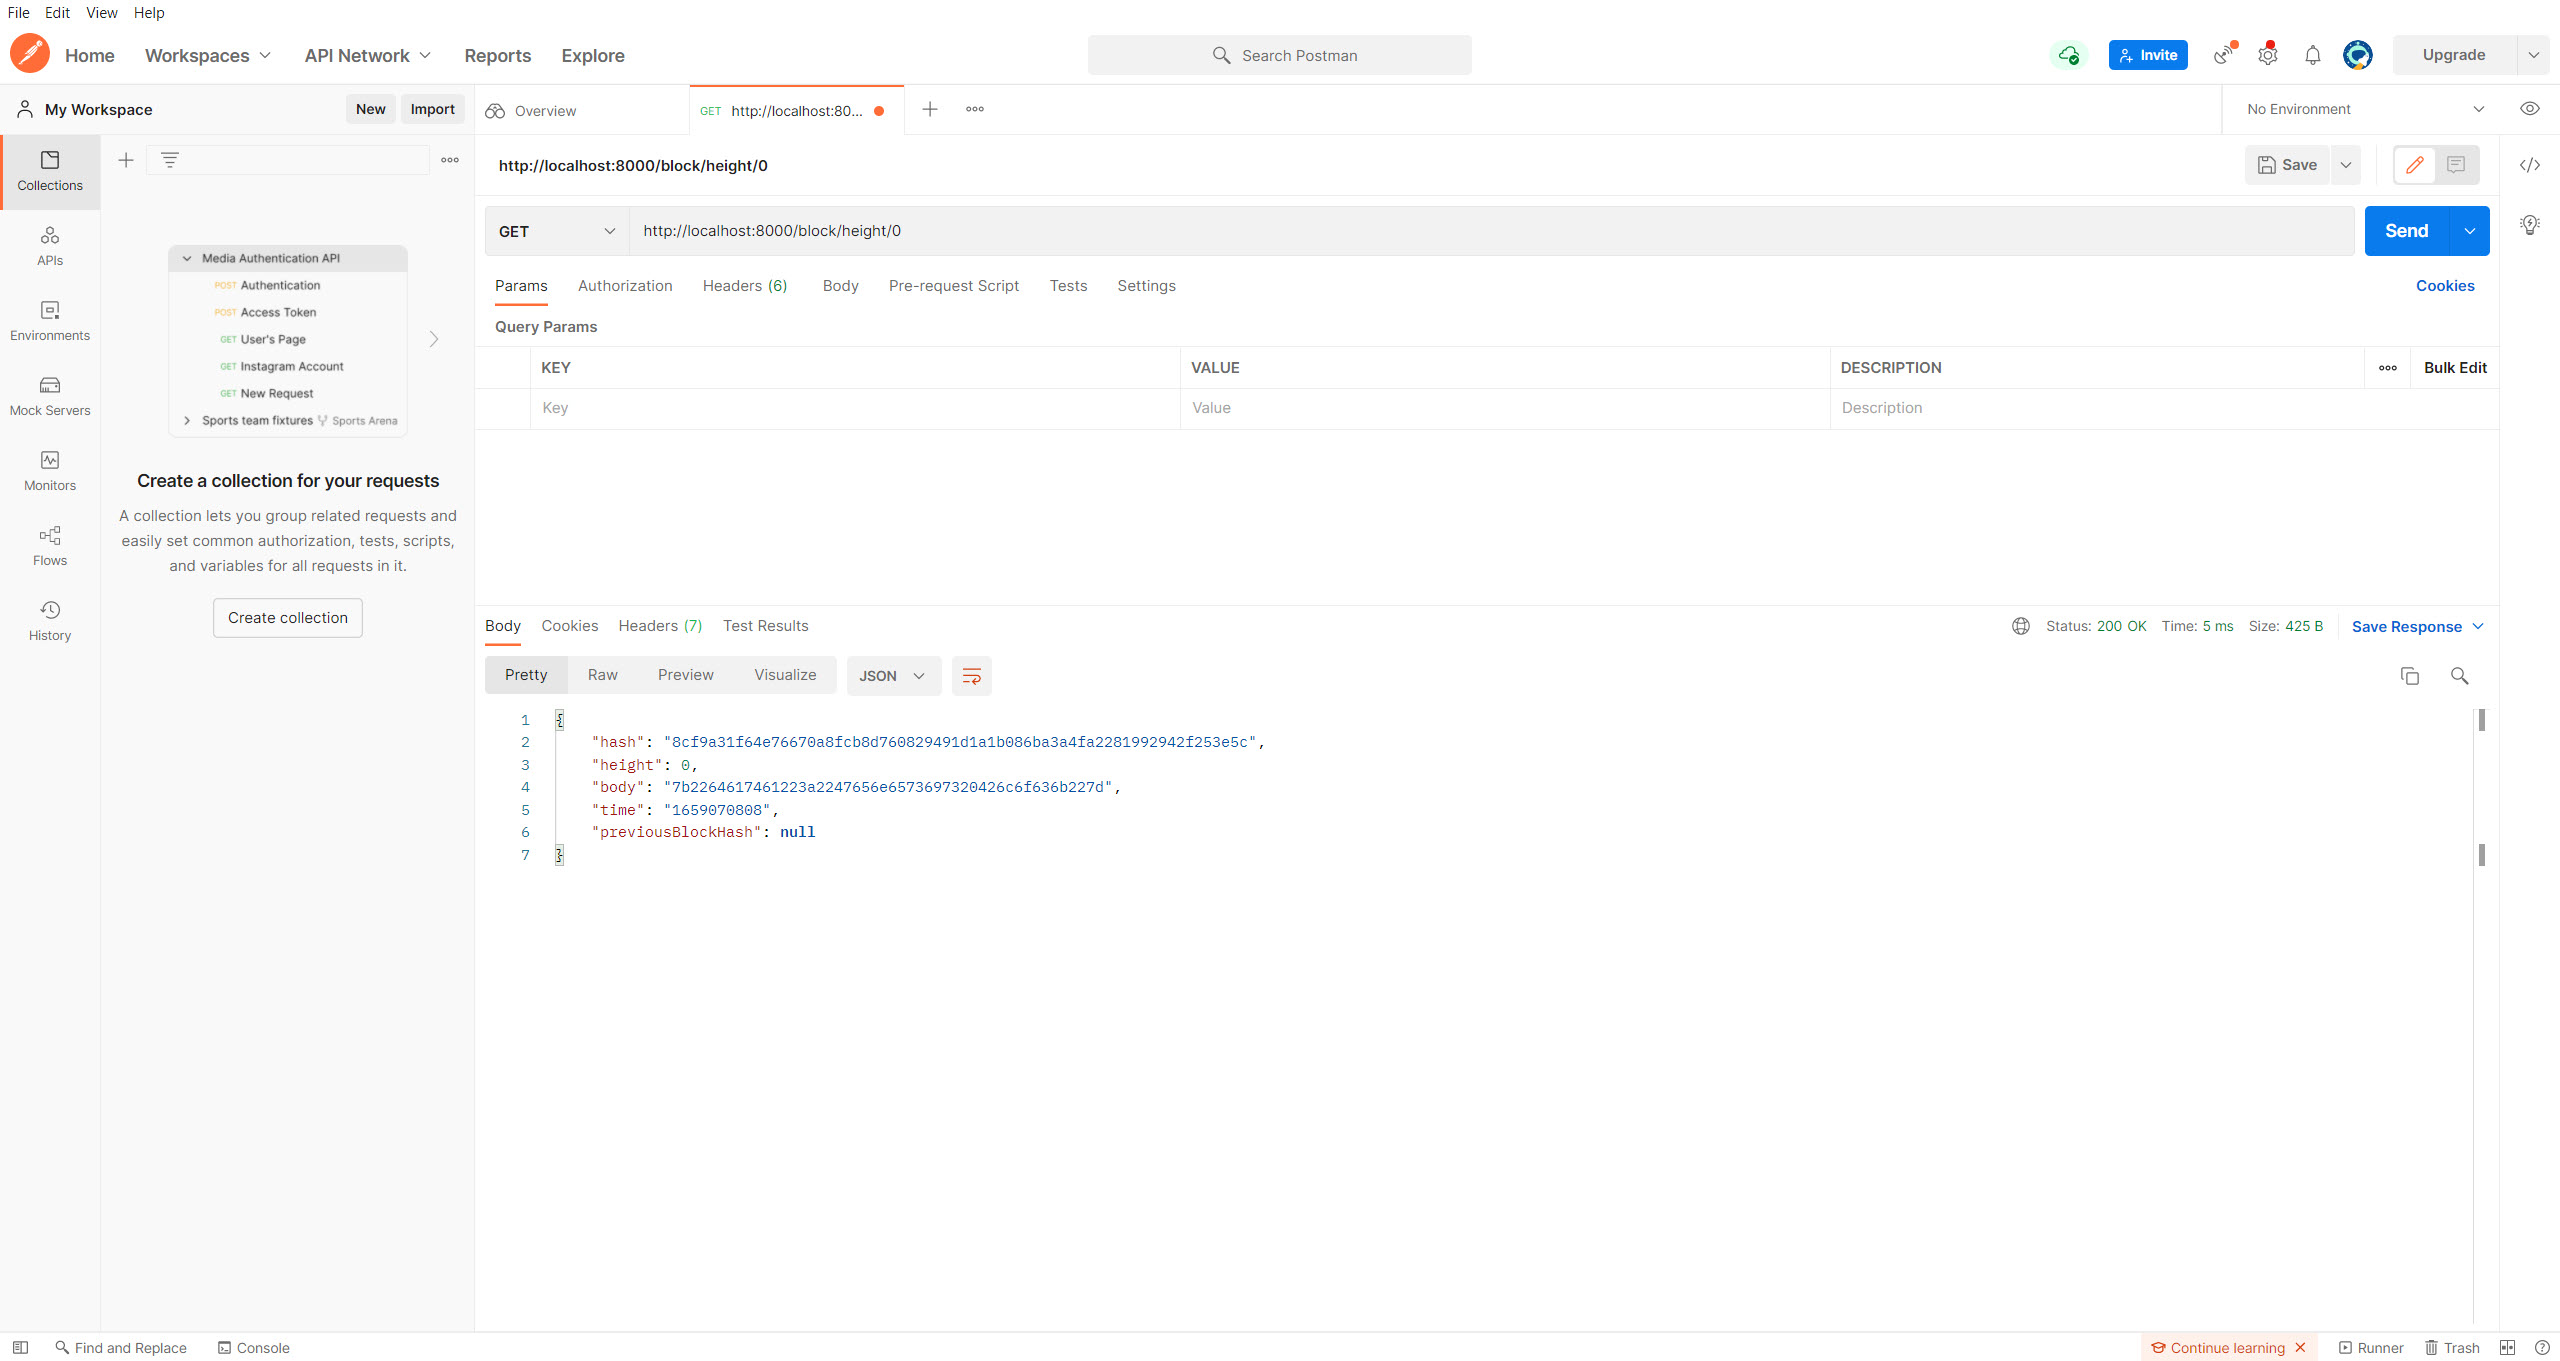 File Edit View Help
Home Workspaces API Network Reports Explore Search Postman Invite Upgrade
My Workspace New Import Overview GET http://localhost:80... No Environment
Collections
APIs
Environments
Mock Servers
Monitors
Flows
History
Media Authentication API
POST Authentication
POST Access Token
GET User's Page
GET Instagram Account
GET New Request
Sports team fixtures Sports Arena
Create a collection for your requests
A collection lets you group related requests and
easily set common authorization, tests, scripts,
and variables for all requests in it.
Create collection
http://localhost:8000/block/height/0 Save
GET http://localhost:8000/block/height/0 Send
Params Authorization Headers (6) Body Pre-request Script Tests Settings Cookies
Query Params
KEY VALUE DESCRIPTION Bulk Edit
Key Value Description
Body Cookies Headers (7) Test Results Status: 200 OK Time: 5 ms Size: 425 B Save Response
Pretty Raw Preview Visualize JSON
1 {
2 "hash": "8cf9a31f64e76670a8fcb8d760829491d1a1b086ba3a4fa2281992942f253e5c",
3 "height": 0,
4 "body": "7b2264617461223a2247656e6573697320426c6f636b227d",
5 "time": "1659070808",
6 "previousBlockHash": null
7 }
Find and Replace Console Continue learning Runner Trash